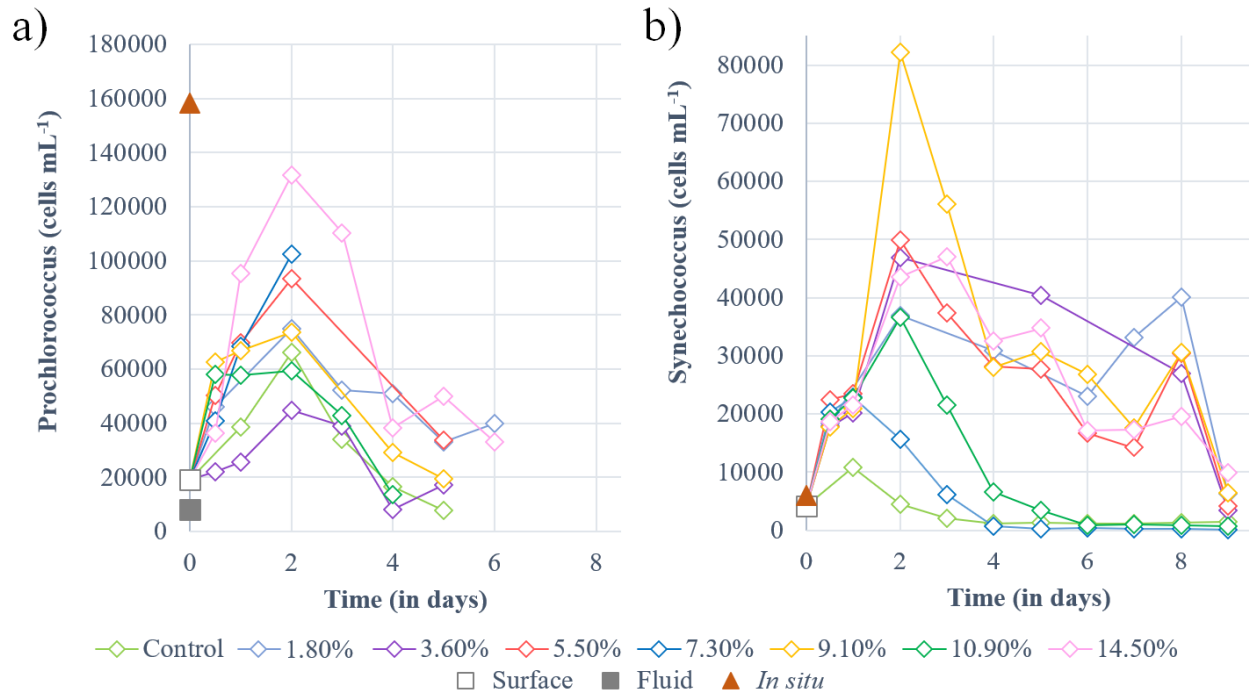 a)
180000
160000
140000
120000
100000
80000
60000
40000
20000
0
Prochlorococcus (cells mL⁻¹)
0 2 4 6 8
Time (in days)
b)
80000
70000
60000
50000
40000
30000
20000
10000
0
Synechococcus (cells mL⁻¹)
0 2 4 6 8
Time (in days)
Control 1.80% 3.60% 5.50% 7.30% 9.10% 10.90% 14.50%
Surface Fluid In situ